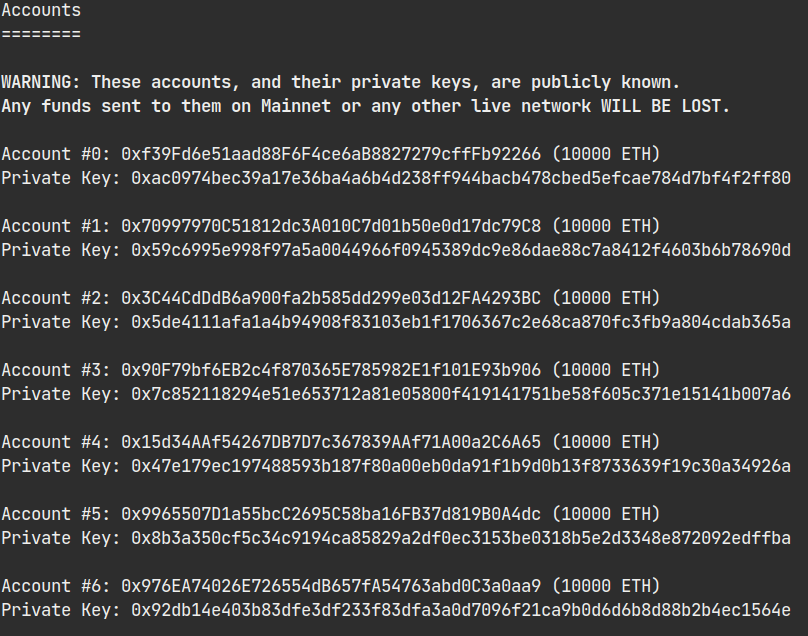 Accounts
========
WARNING: These accounts, and their private keys, are publicly known.
Any funds sent to them on Mainnet or any other live network WILL BE LOST.
Account #0: 0xf39Fd6e51aad88F6F4ce6aB8827279cffFb92266 (10000 ETH)
Private Key: 0xac0974bec39a17e36ba4a6b4d238ff944bacb478cbed5efcae784d7bf4f2ff80
Account #1: 0x70997970C51812dc3A010C7d01b50e0d17dc79C8 (10000 ETH)
Private Key: 0x59c6995e998f97a5a0044966f0945389dc9e86dae88c7a8412f4603b6b78690d
Account #2: 0x3C44CdDdB6a900fa2b585dd299e03d12FA4293BC (10000 ETH)
Private Key: 0x5de4111afa1a4b94908f83103eb1f1706367c2e68ca870fc3fb9a804cdab365a
Account #3: 0x90F79bf6EB2c4f870365E785982E1f101E93b906 (10000 ETH)
Private Key: 0x7c852118294e51e653712a81e05800f419141751be58f605c371e15141b007a6
Account #4: 0x15d34AAf54267DB7D7c367839AAf71A00a2C6A65 (10000 ETH)
Private Key: 0x47e179ec197488593b187f80a00eb0da91f1b9d0b13f8733639f19c30a34926a
Account #5: 0x9965507D1a55bcC2695C58ba16FB37d819B0A4dc (10000 ETH)
Private Key: 0x8b3a350cf5c34c9194ca85829a2df0ec3153be0318b5e2d3348e872092edffba
Account #6: 0x976EA74026E726554dB657fA54763abd0C3a0aa9 (10000 ETH)
Private Key: 0x92db14e403b83dfe3df233f83dfa3a0d7096f21ca9b0d6d6b8d88b2b4ec1564e